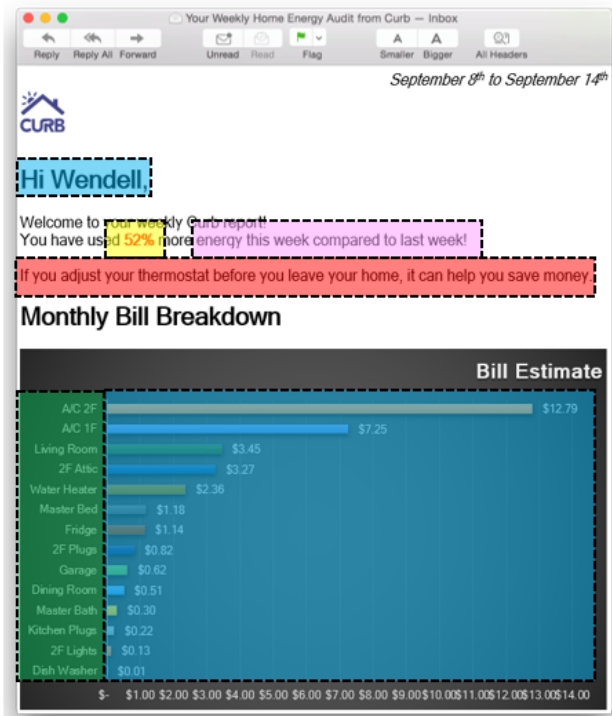 Your Weekly Home Energy Audit from Curb — Inbox
Reply Reply All Forward Unread Read Flag Smaller Bigger All Headers
September 8th to September 14th
CURB
Hi Wendell,
Welcome to your weekly Curb report!
You have used 52% more energy this week compared to last week!
If you adjust your thermostat before you leave your home, it can help you save money.
Monthly Bill Breakdown
Bill Estimate
A/C 2F $12.79
A/C 1F $7.25
Living Room $3.45
2F Attic $3.27
Water Heater $2.36
Master Bed $1.18
Fridge $1.14
2F Plugs $0.82
Garage $0.62
Dining Room $0.51
Master Bath $0.30
Kitchen Plugs $0.22
2F Lights $0.13
Dish Washer $0.01
$- $1.00 $2.00 $3.00 $4.00 $5.00 $6.00 $7.00 $8.00 $9.00 $10.00 $11.00 $12.00 $13.00 $14.00